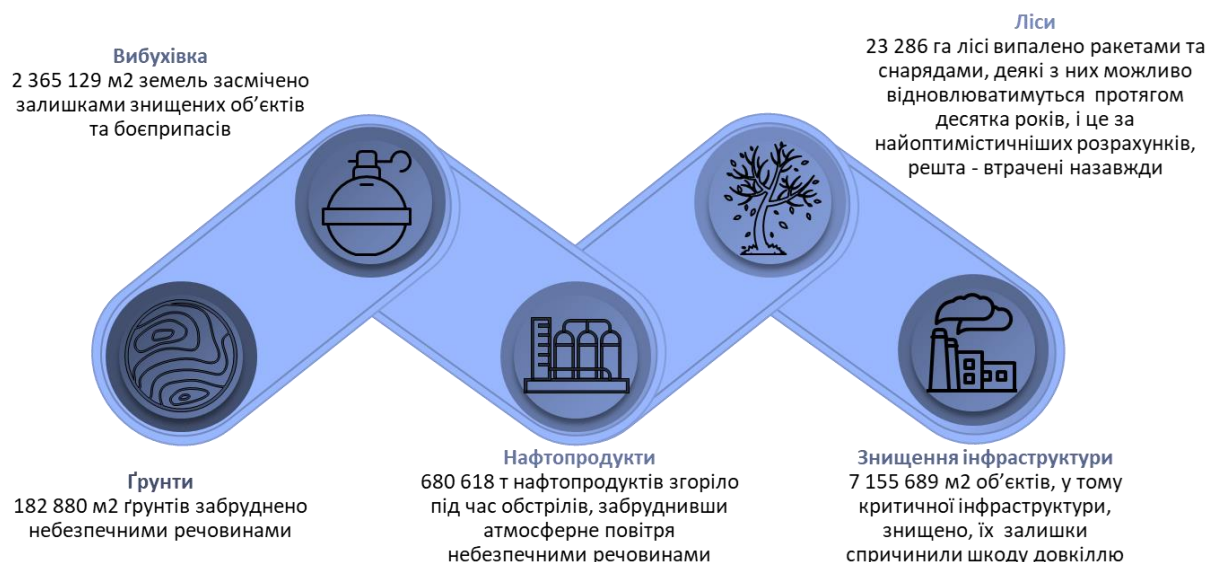 Вибухівка
2 365 129 м2 земель засмічено
залишками знищених об’єктів
та боєприпасів
Ліси
23 286 га лісі випалено ракетами та
снарядами, деякі з них можливо
відновлюватимуться протягом
десятка років, і це за
найоптимістичніших розрахунків,
решта - втрачені назавжди
Ґрунти
182 880 м2 ґрунтів забруднено
небезпечними речовинами
Нафтопродукти
680 618 т нафтопродуктів згоріло
під час обстрілів, забруднивши
атмосферне повітря
небезпечними речовинами
Знищення інфраструктури
7 155 689 м2 об’єктів, у тому
критичної інфраструктури,
знищено, їх залишки
спричинили шкоду довкіллю